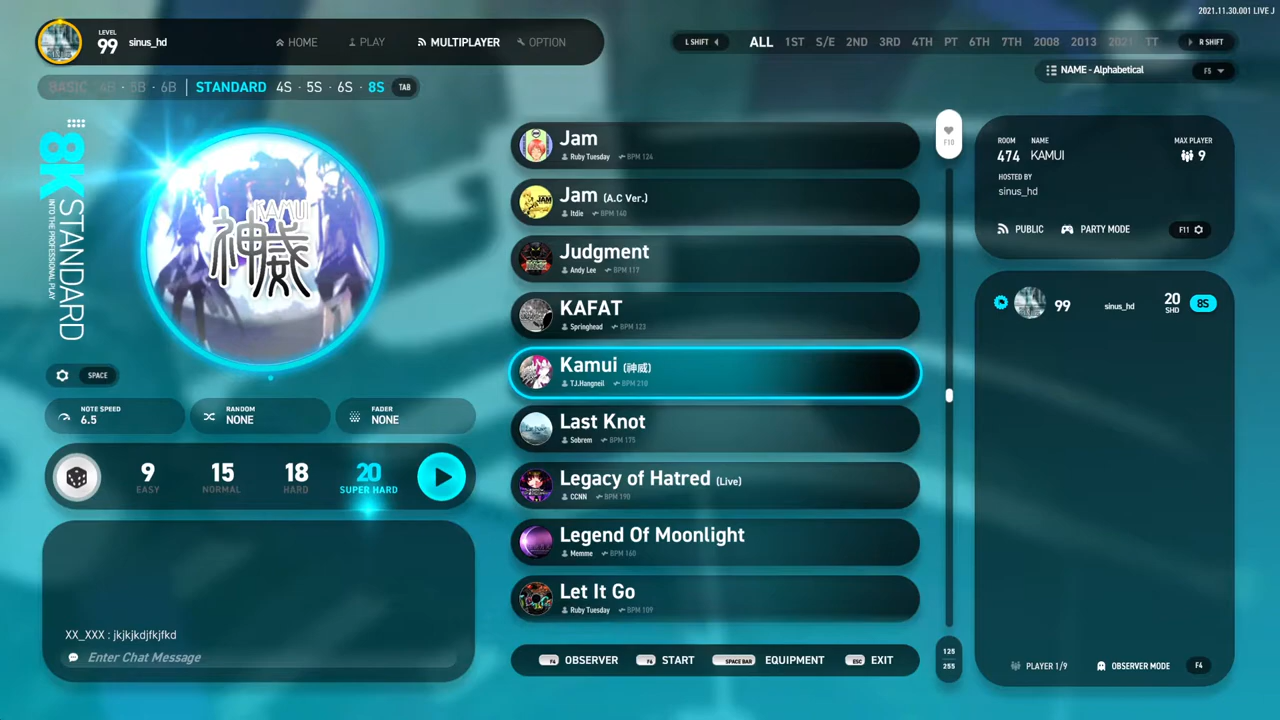 2021.11.30.001 LIVE J
LEVEL
99 sinus_hd
HOME PLAY MULTIPLAYER OPTION
L SHIFT ALL 1ST S/E 2ND 3RD 4TH PT 6TH 7TH 2008 2013 2021 TT R SHIFT
NAME - Alphabetical F5
BASIC 4B · 5B · 6B STANDARD 4S · 5S · 6S · 8S TAB
8K STANDARD
INTO THE PROFESSIONAL PLAY
KAMUI
神威
SPACE
NOTE SPEED
6.5
RANDOM
NONE
FADER
NONE
9 15 18 20
EASY NORMAL HARD SUPER HARD
XX_XXX : jkjkjkdjfkjfkd
Enter Chat Message
Jam
Ruby Tuesday BPM 124
Jam (A.C Ver.)
Itdie BPM 140
Judgment
Andy Lee BPM 117
KAFAT
Springhead BPM 123
Kamui (神威)
T.J.Hangneil BPM 210
Last Knot
Sobrem BPM 175
Legacy of Hatred (Live)
CCNN BPM 190
Legend Of Moonlight
Memme BPM 160
Let It Go
Ruby Tuesday BPM 109
F4 OBSERVER F6 START SPACE BAR EQUIPMENT ESC EXIT
F10
125
255
ROOM NAME MAX PLAYER
474 KAMUI 9
HOSTED BY
sinus_hd
PUBLIC PARTY MODE F11
99 sinus_hd 20 SHD 8S
PLAYER 1/9 OBSERVER MODE F4